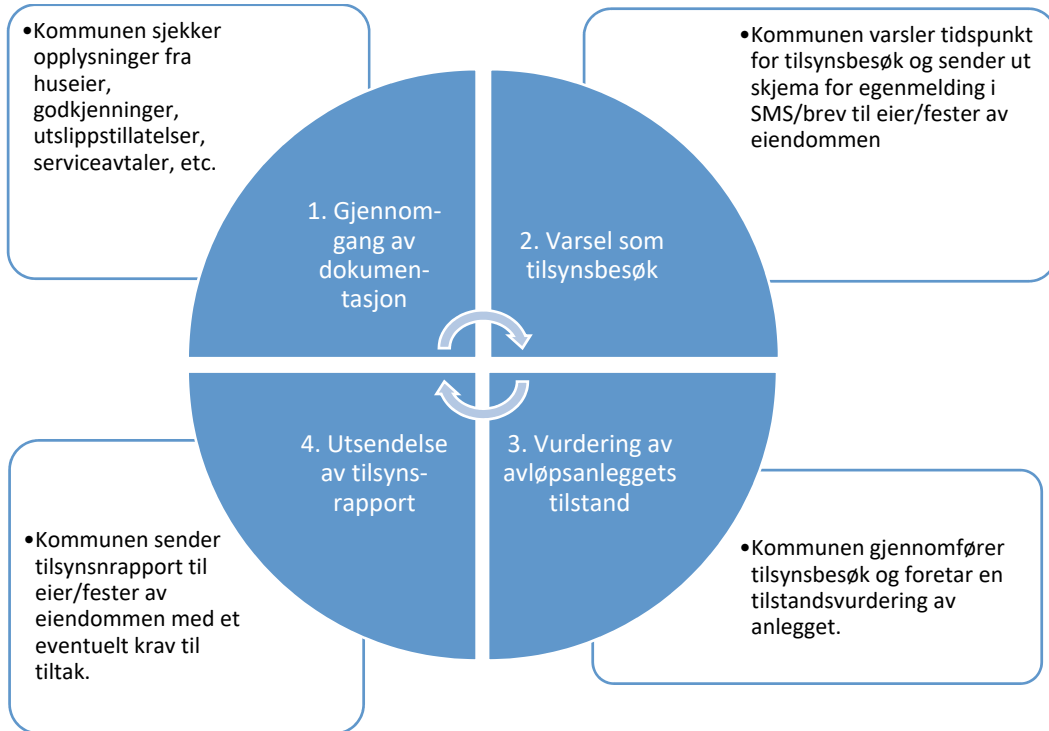 •Kommunen sjekker
opplysninger fra
huseier,
godkjenninger,
utslippstillatelser,
serviceavtaler, etc.
1. Gjennom-
gang av
dokumen-
tasjon
•Kommunen varsler tidspunkt
for tilsynsbesøk og sender ut
skjema for egenmelding i
SMS/brev til eier/fester av
eiendommen
2. Varsel som
tilsynsbesøk
3. Vurdering av
avløpsanleggets
tilstand
•Kommunen gjennomfører
tilsynsbesøk og foretar en
tilstandsvurdering av
anlegget.
4. Utsendelse
av tilsyns-
rapport
•Kommunen sender
tilsynsnrapport til
eier/fester av
eiendommen med et
eventuelt krav til
tiltak.